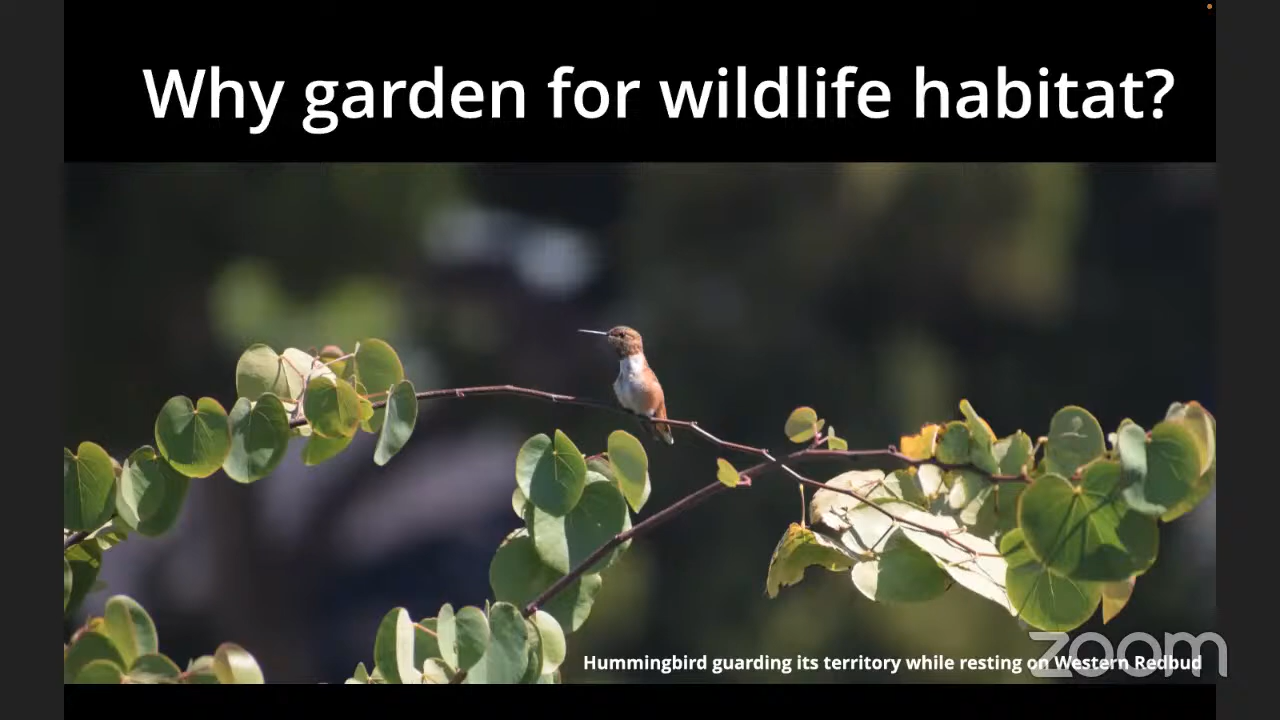 Why garden for wildlife habitat?
Hummingbird guarding its territory while resting on Western Redbud
zoom